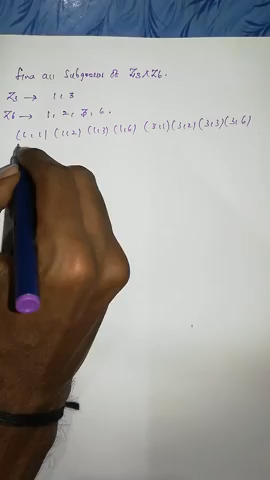 Find all Subgroups of Z3 × Z6.
Z3 → 1, 3
Z6 → 1, 2, 3, 6.
(1,1) (1,2) (1,3) (1,6) (3,1) (3,2) (3,3) (3,6)